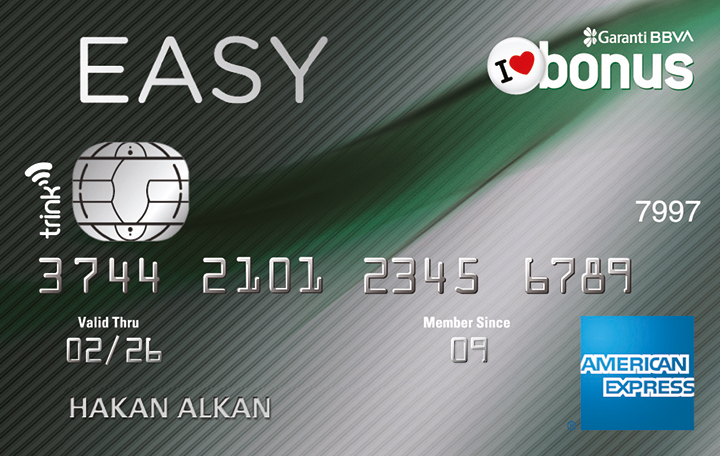 EASY
Garanti BBVA
I bonus
trink
7997
3744 2101 2345 6789
Valid Thru
Member Since
02/26
09
AMERICAN
EXPRESS
®
HAKAN ALKAN